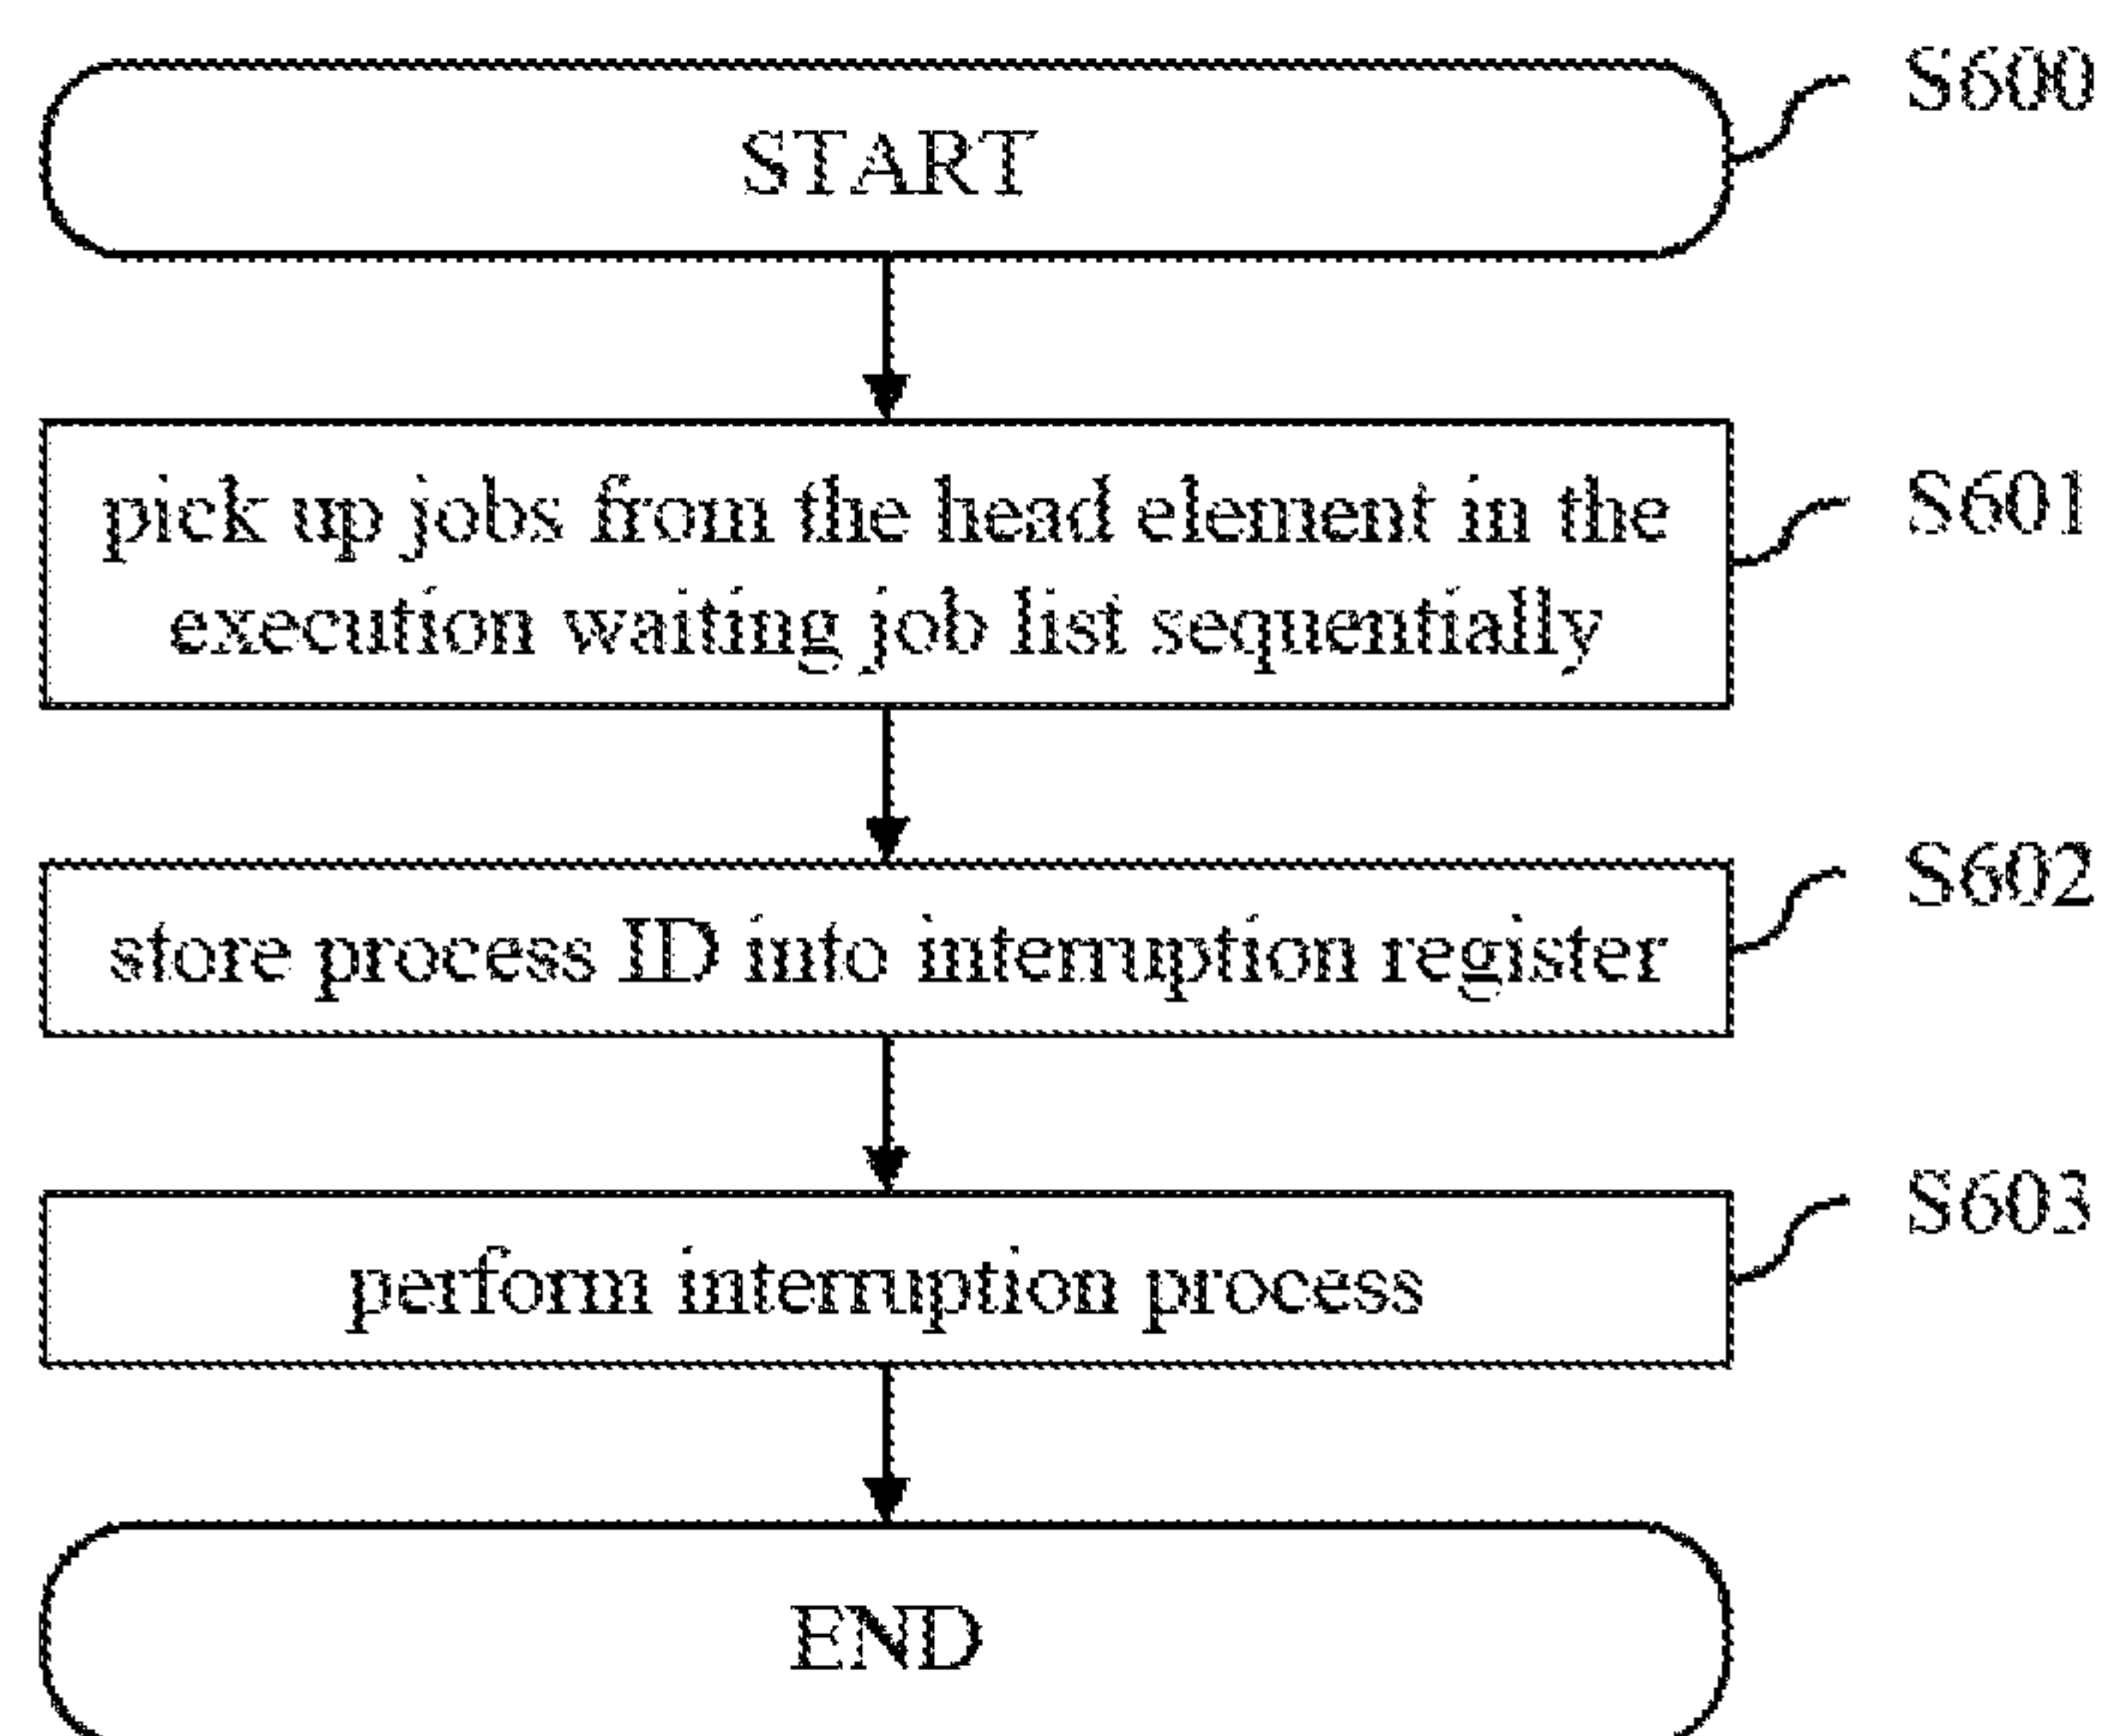 START
S600
pick up jobs from the head element in the
execution waiting job list sequentially
S601
store process ID into interruption register
S602
perform interruption process
S603
END